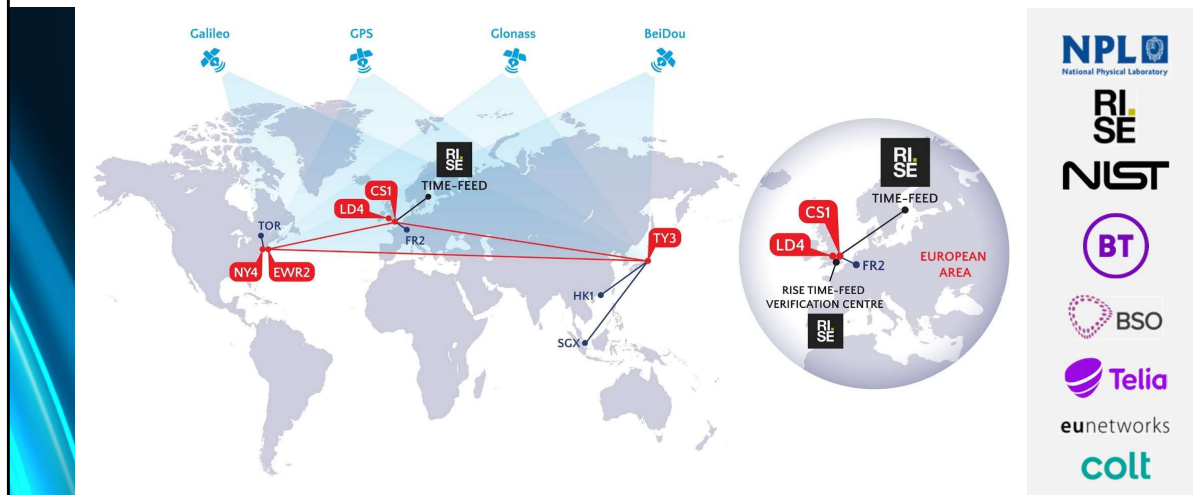 Galileo
GPS
Glonass
BeiDou
RI.
SE
TIME-FEED
CS1
LD4
FR2
TOR
NY4
EWR2
TY3
HK1
SGX
RI.
SE
TIME-FEED
CS1
LD4
FR2
EUROPEAN
AREA
RISE TIME-FEED
VERIFICATION CENTRE
RI.
SE
NPL
National Physical Laboratory
RI.
SE
NIST
BT
BSO
Telia
eunetworks
colt